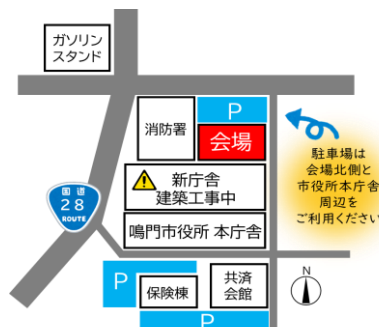 ガソリン
スタンド
P
消防署
会場
駐車場は
会場北側と
市役所本庁舎
周辺を
ご利用ください
新庁舎
建築工事中
国道
28
ROUTE
鳴門市役所 本庁舎
P
保険棟
共済
会館
N
P